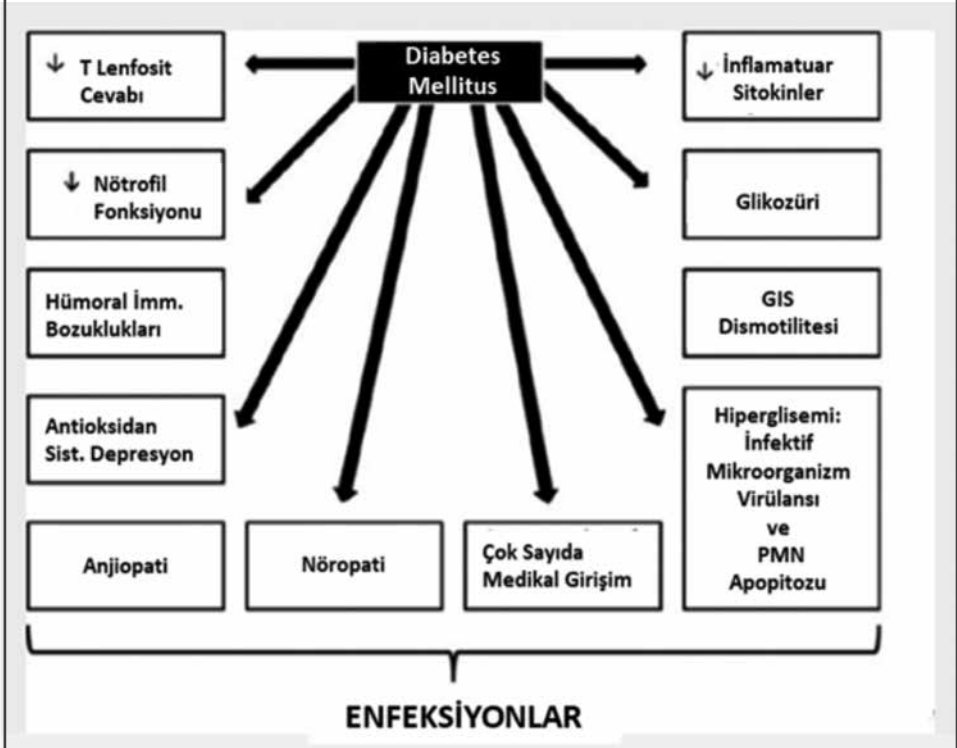 Diabetes
Mellitus
↓ T Lenfosit
Cevabı
↓ Nötrofil
Fonksiyonu
Hümoral İmm.
Bozuklukları
Antioksidan
Sist. Depresyon
Anjiopati
Nöropati
Çok Sayıda
Medikal Girişim
↓ İnflamatuar
Sitokinler
Glikozüri
GIS
Dismotilitesi
Hiperglisemi:
İnfektif
Mikroorganizm
Virülansı
ve
PMN
Apopitozu
ENFEKSİYONLAR